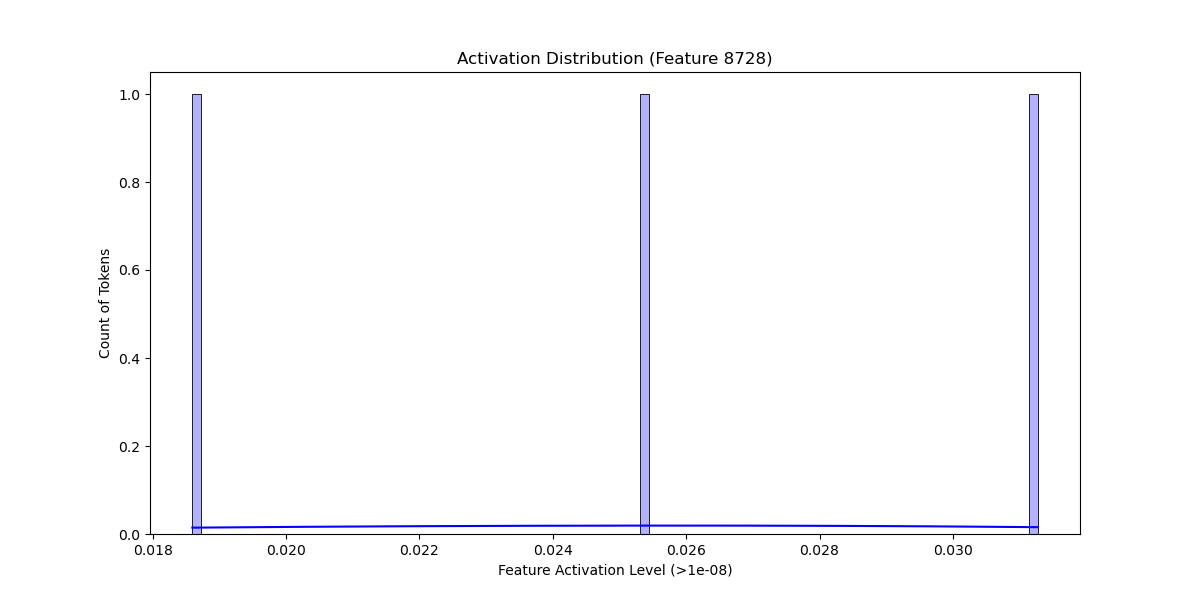 Activation Distribution (Feature 8728)
Count of Tokens
1.0
0.8
0.6
0.4
0.2
0.0
0.018 0.020 0.022 0.024 0.026 0.028 0.030
Feature Activation Level (>1e-08)